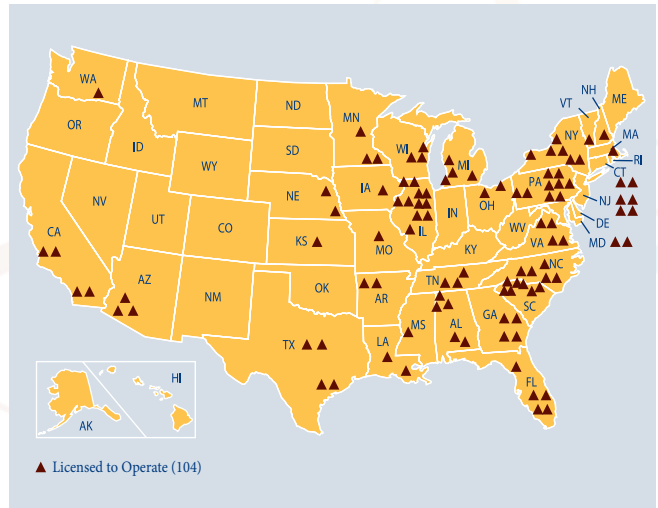 WA
MT
ND
MN
OR
ID
WY
SD
WI
MI
NH
VT
ME
NY
MA
RI
CT
NV
UT
CO
NE
IA
IL
IN
OH
PA
NJ
DE
MD
CA
AZ
NM
KS
MO
KY
WV
VA
OK
AR
TN
NC
SC
TX
LA
MS
AL
GA
FL
AK
HI
Licensed to Operate (104)